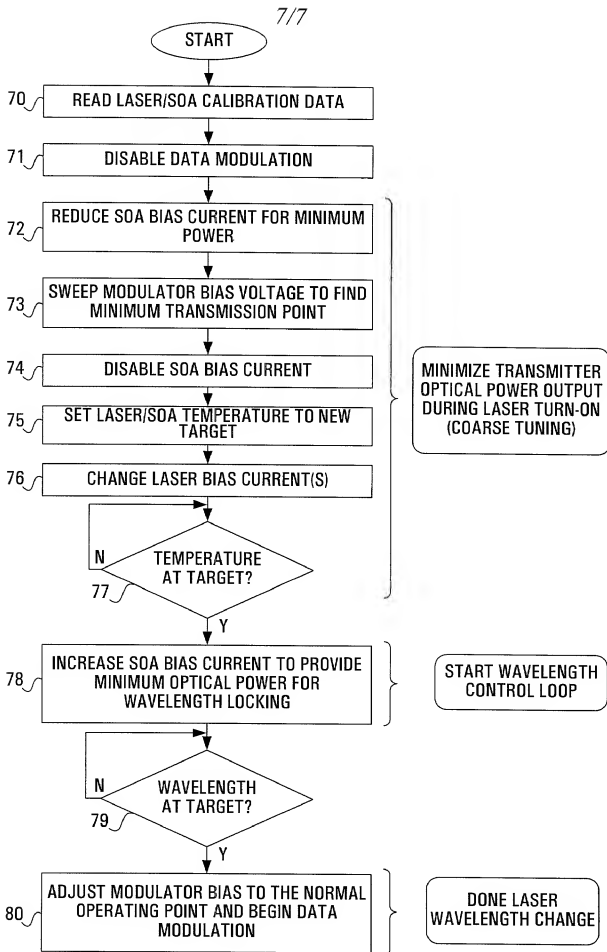 7/7
START
70
READ LASER/SOA CALIBRATION DATA
71
DISABLE DATA MODULATION
72
REDUCE SOA BIAS CURRENT FOR MINIMUM
POWER
73
SWEEP MODULATOR BIAS VOLTAGE TO FIND
MINIMUM TRANSMISSION POINT
74
DISABLE SOA BIAS CURRENT
75
SET LASER/SOA TEMPERATURE TO NEW
TARGET
76
CHANGE LASER BIAS CURRENT(S)
MINIMIZE TRANSMITTER
OPTICAL POWER OUTPUT
DURING LASER TURN-ON
(COARSE TUNING)
N
TEMPERATURE
AT TARGET?
77
Y
78
INCREASE SOA BIAS CURRENT TO PROVIDE
MINIMUM OPTICAL POWER FOR
WAVELENGTH LOCKING
START WAVELENGTH
CONTROL LOOP
N
WAVELENGTH
AT TARGET?
79
Y
80
ADJUST MODULATOR BIAS TO THE NORMAL
OPERATING POINT AND BEGIN DATA
MODULATION
DONE LASER
WAVELENGTH CHANGE